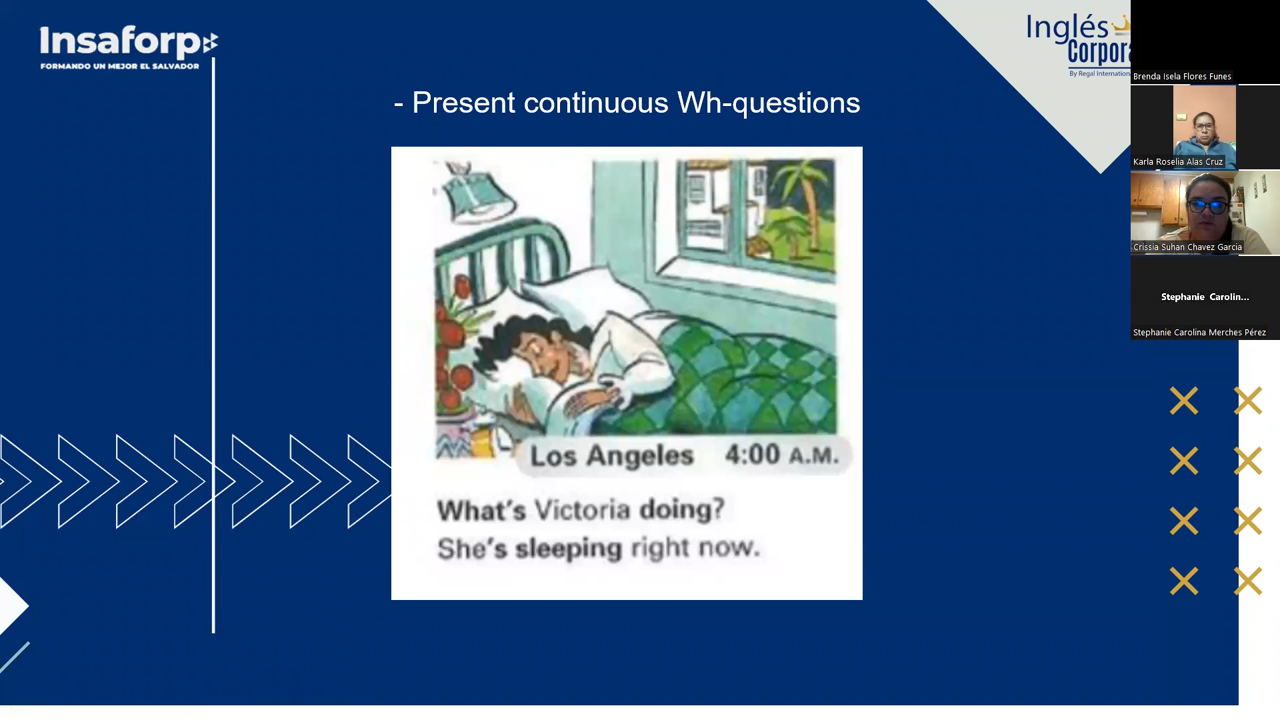 Insaforp
FORMANDO UN MEJOR EL SALVADOR
Inglés
Corpora
By Regal Internation
- Present continuous Wh-questions
Los Angeles 4:00 A.M.
What's Victoria doing?
She's sleeping right now.
Brenda Isela Flores Funes
Karla Roselia Alas Cruz
Crissia Suhan Chavez Garcia
Stephanie Carolin...
Stephanie Carolina Merches Pérez